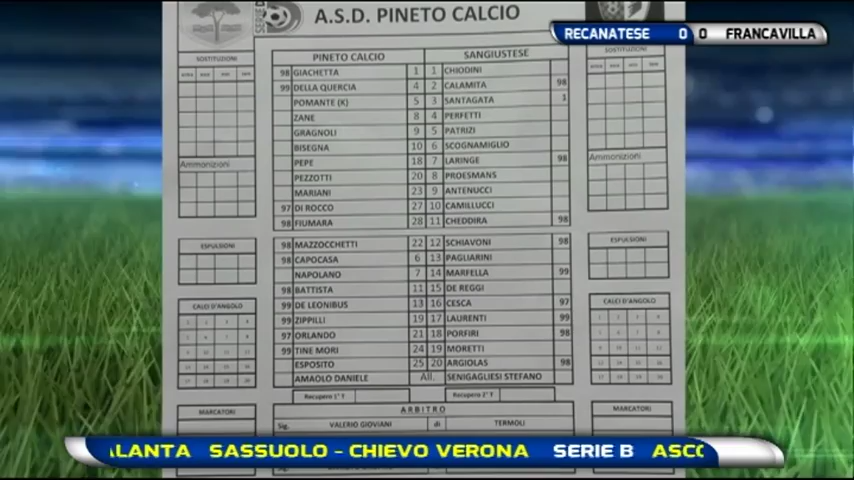 SERIE D
A.S.D. PINETO CALCIO
RECANATESE 0 0 FRANCAVILLA
SOSTITUZIONI
SOSTITUZIONI
PINETO CALCIO SANGIUSTESE
98 GIACHETTA 1 1 CHIODINI
99 DELLA QUERCIA 4 2 CALAMITA 98
POMANTE (K) 5 3 SANTAGATA 1
ZANE 8 4 PERFETTI
GRAGNOLI 9 5 PATRIZI
BISEGNA 10 6 SCOGNAMIGLIO
PEPE 18 7 LARINGE 98
PEZZOTTI 20 8 PROESMANS
MARIANI 23 9 ANTENUCCI
97 DI ROCCO 27 10 CAMILLUCCI
98 FIUMARA 28 11 CHEDDIRA 98
Ammonizioni
Ammonizioni
98 MAZZOCCHETTI 22 12 SCHIAVONI 98
98 CAPOCASA 6 13 PAGLIARINI
NAPOLANO 7 14 MARFELLA 99
98 BATTISTA 11 15 DE REGGI
99 DE LEONIBUS 13 16 CESCA 97
99 ZIPPILLI 19 17 LAURENTI 99
97 ORLANDO 21 18 PORFIRI 98
99 TINE MORI 24 19 MORETTI
ESPOSITO 25 20 ARGIOLAS 98
AMAOLO DANIELE All. SENIGAGLIESI STEFANO
ESPULSIONI
ESPULSIONI
CALCI D'ANGOLO
CALCI D'ANGOLO
Recupero 1° T Recupero 2° T
MARCATORI
MARCATORI
ARBITRO
Sig. VALERIO GIOVIANI di TERMOLI
Sig.
ALANTA SASSUOLO - CHIEVO VERONA SERIE B ASCO